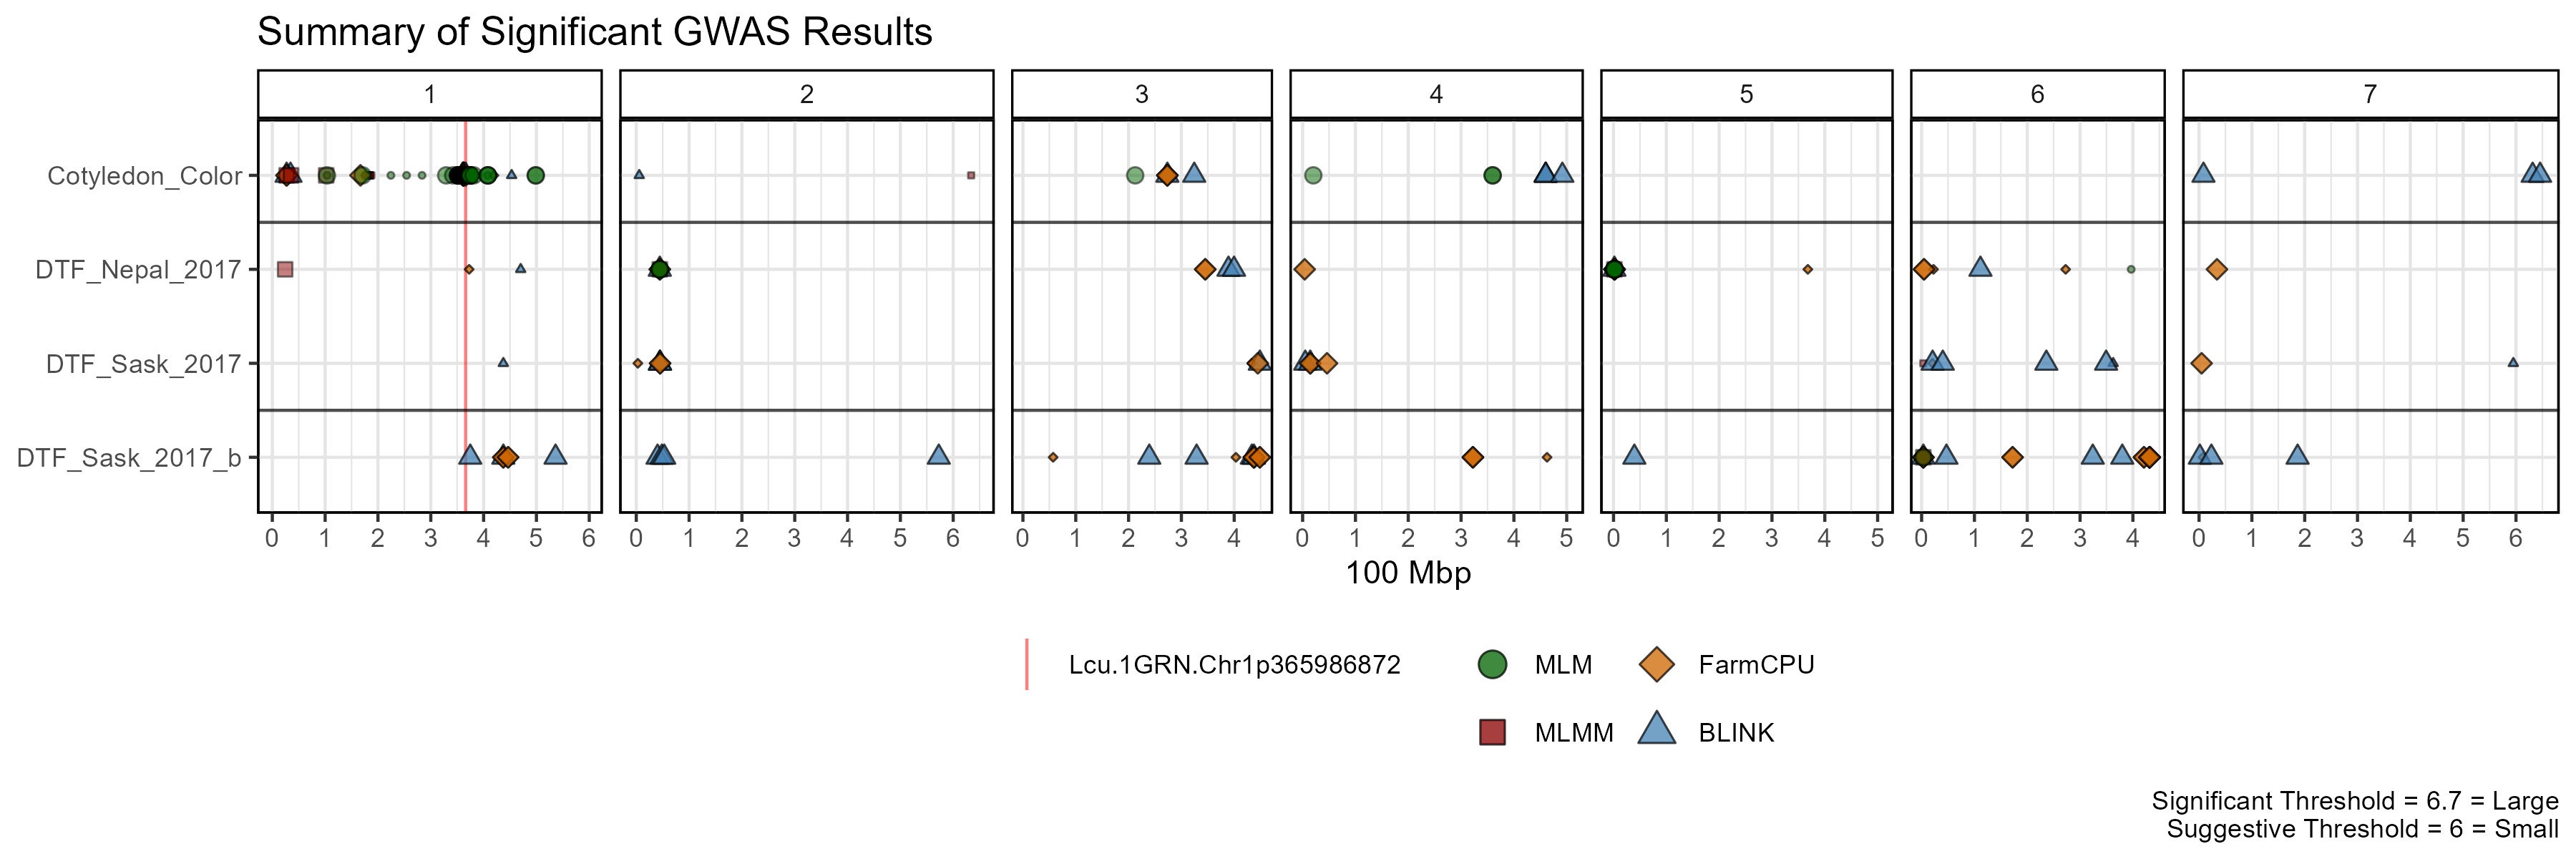 Summary of Significant GWAS Results
1 2 3 4 5 6 7
Cotyledon_Color
DTF_Nepal_2017
DTF_Sask_2017
DTF_Sask_2017_b
0 1 2 3 4 5 6 0 1 2 3 4 5 6 0 1 2 3 4 0 1 2 3 4 5 0 1 2 3 4 5 0 1 2 3 4 0 1 2 3 4 5 6
100 Mbp
Lcu.1GRN.Chr1p365986872 MLM FarmCPU
MLMM BLINK
Significant Threshold = 6.7 = Large
Suggestive Threshold = 6 = Small